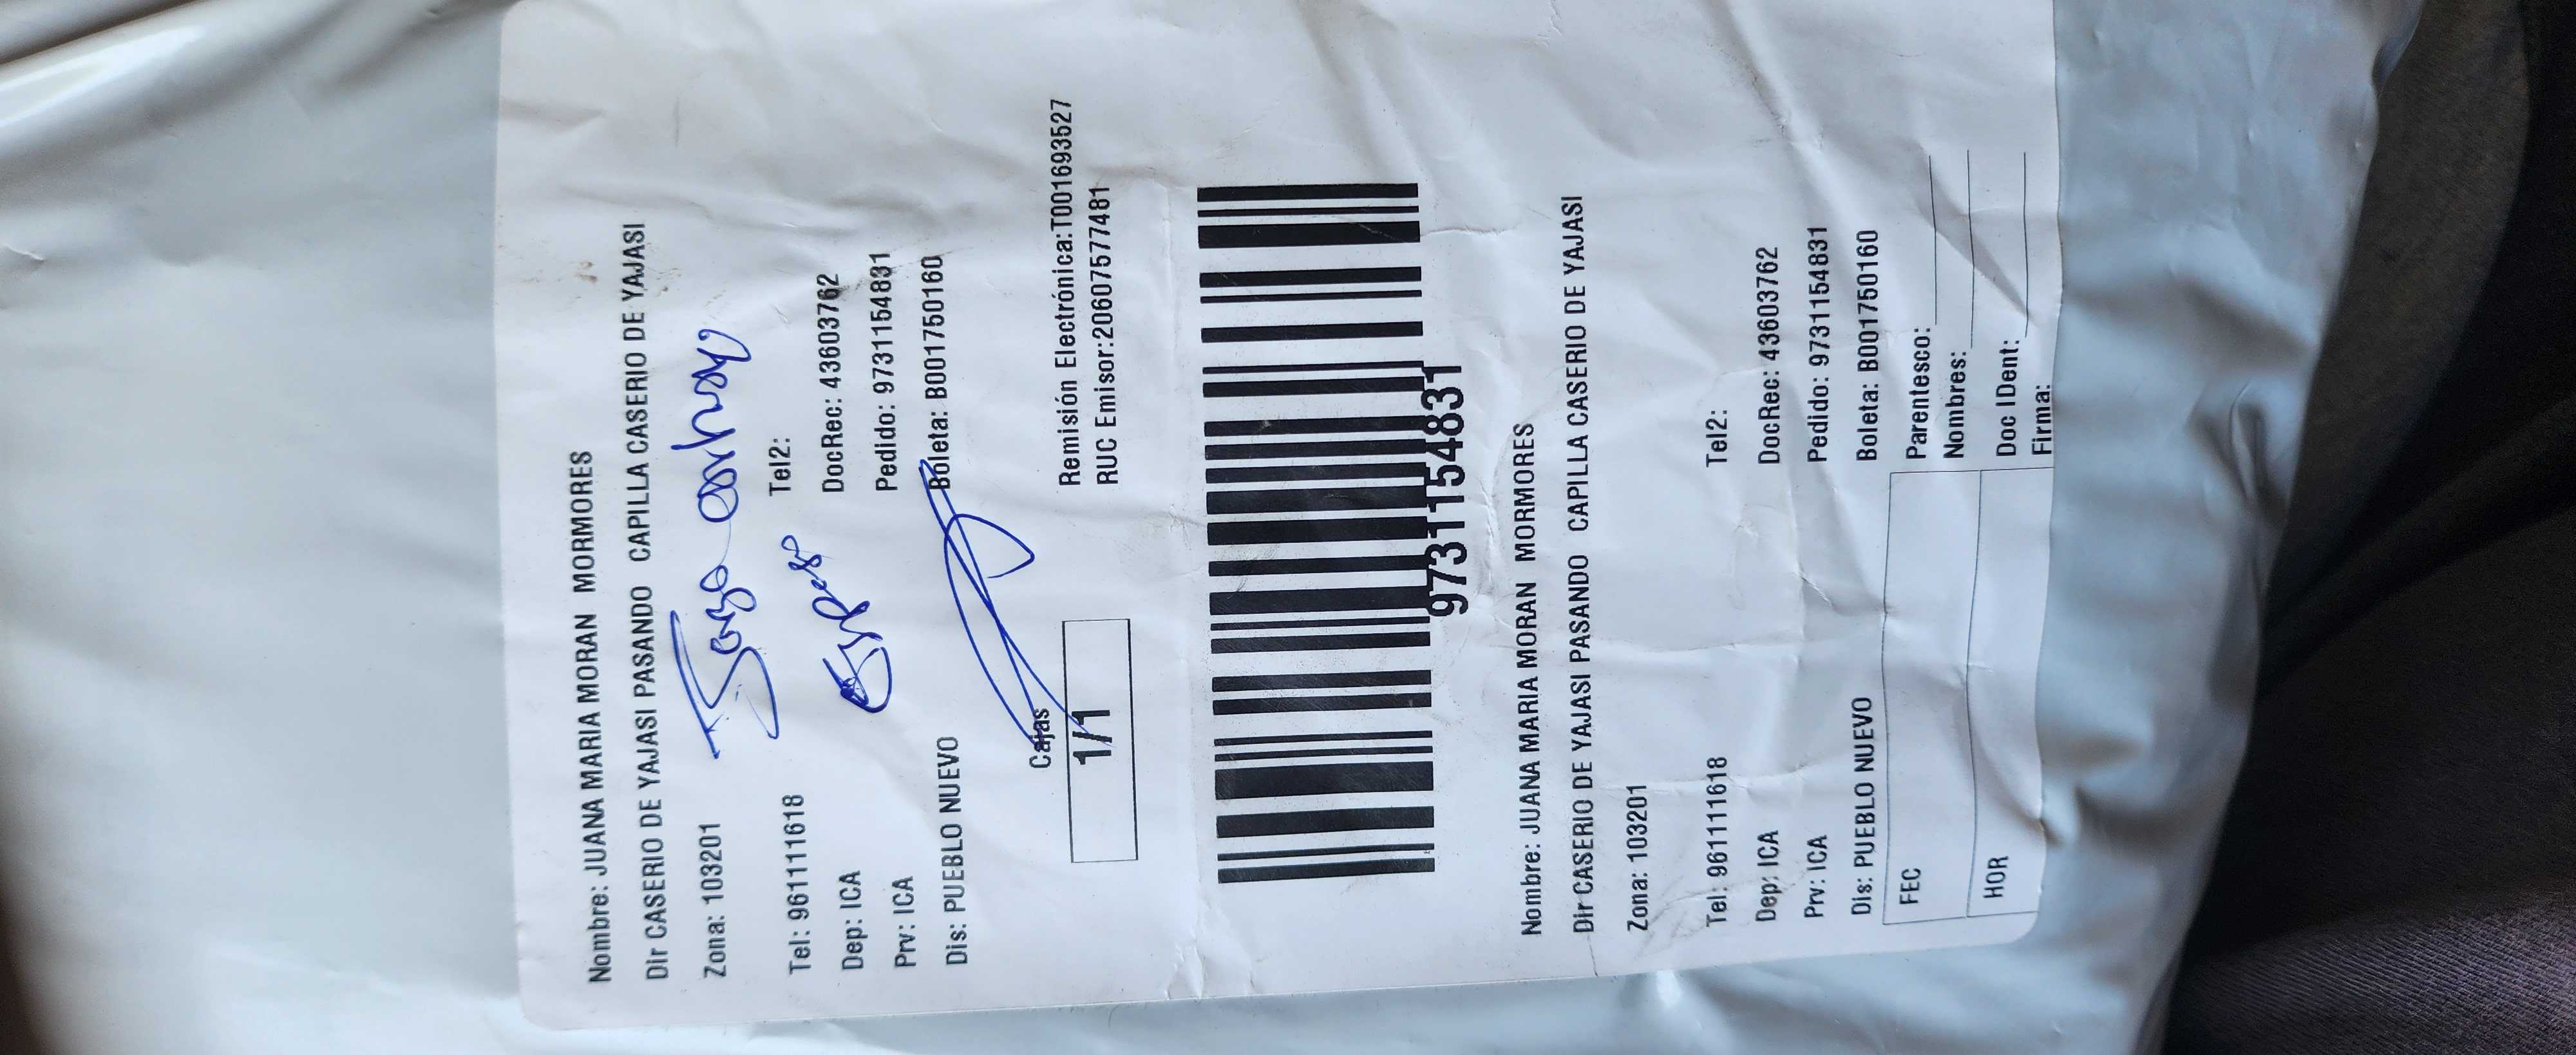 Nombre: JUANA MARIA MORAN MORMORES
Dir CASERIO DE YAJASI PASANDO CAPILLA CASERIO DE YAJASI
Zona: 103201
Tel: 961111618 Tel2:
Esposo
Dep: ICA DocRec: 43603762
Prv: ICA Pedido: 97311154831
Dis: PUEBLO NUEVO Boleta: B001750160
Cajas
1/1
Remisión Electrónica:T001693527
RUC Emisor:20607577481
97311154831
Nombre: JUANA MARIA MORAN MORMORES
Dir CASERIO DE YAJASI PASANDO CAPILLA CASERIO DE YAJASI
Zona: 103201
Tel: 961111618 Tel2:
Dep: ICA DocRec: 43603762
Prv: ICA Pedido: 97311154831
Dis: PUEBLO NUEVO Boleta: B001750160
FEC Parentesco:
Nombres:
HOR Doc IDent:
Firma: